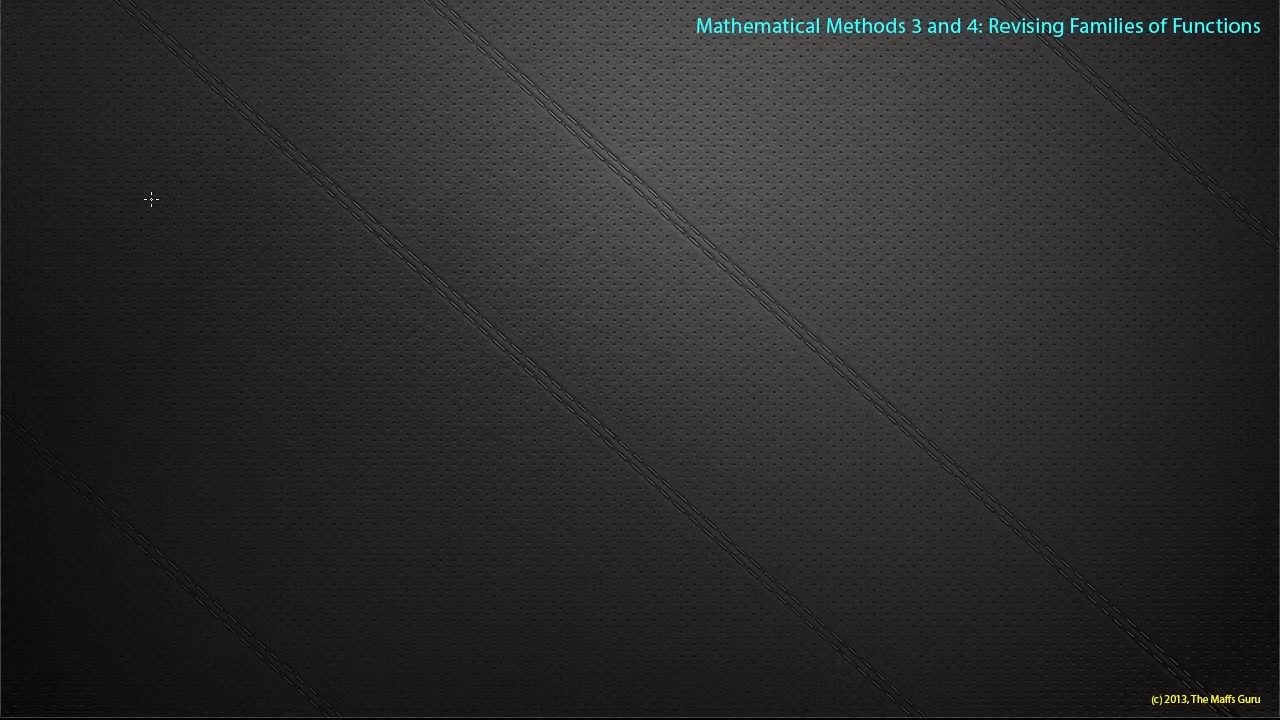 Mathematical Methods 3 and 4: Revising Families of Functions
(c) 2013, The Maffs Guru